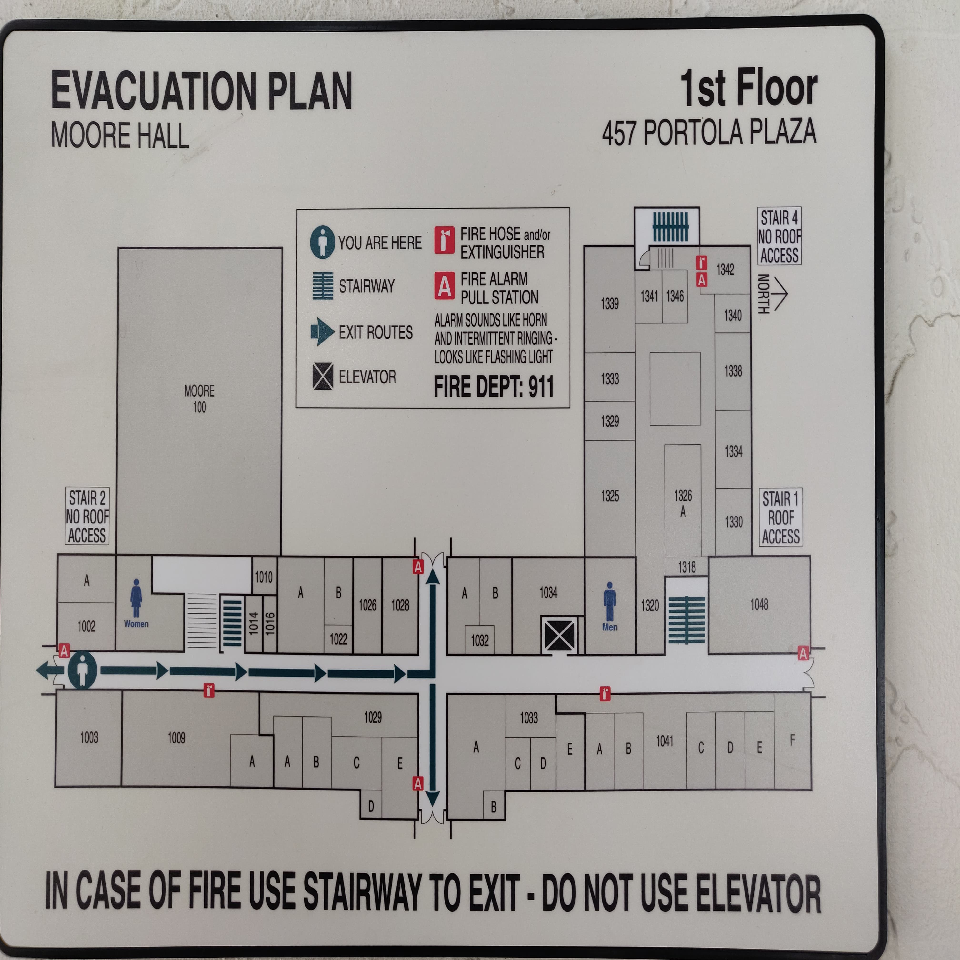 EVACUATION PLAN
MOORE HALL
1st Floor
457 PORTOLA PLAZA
YOU ARE HERE
STAIRWAY
EXIT ROUTES
ELEVATOR
FIRE HOSE and/or
EXTINGUISHER
A
FIRE ALARM
PULL STATION
ALARM SOUNDS LIKE HORN
AND INTERMITTENT RINGING -
LOOKS LIKE FLASHING LIGHT
FIRE DEPT: 911
STAIR 4
NO ROOF
ACCESS
NORTH
MOORE
100
1339
1341
1346
A
1342
1340
1333
1338
1329
1334
1325
1326
A
1330
STAIR 2
NO ROOF
ACCESS
STAIR 1
ROOF
ACCESS
A
1002
A
Women
1010
1014
1016
A
B
1022
1026
1028
A
A
B
1032
1034
Men
1320
1318
1048
A
1003
1009
A
1029
A
B
C
D
E
A
A
B
1033
C
D
E
A
B
1041
C
D
E
F
IN CASE OF FIRE USE STAIRWAY TO EXIT - DO NOT USE ELEVATOR